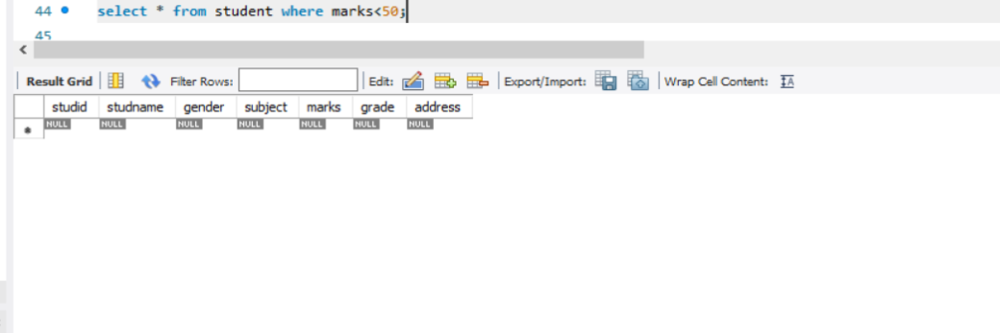 44 select * from student where marks<50;
45
Result Grid Filter Rows: Edit: Export/Import: Wrap Cell Content:
studid studname gender subject marks grade address
NULL NULL NULL NULL NULL NULL NULL